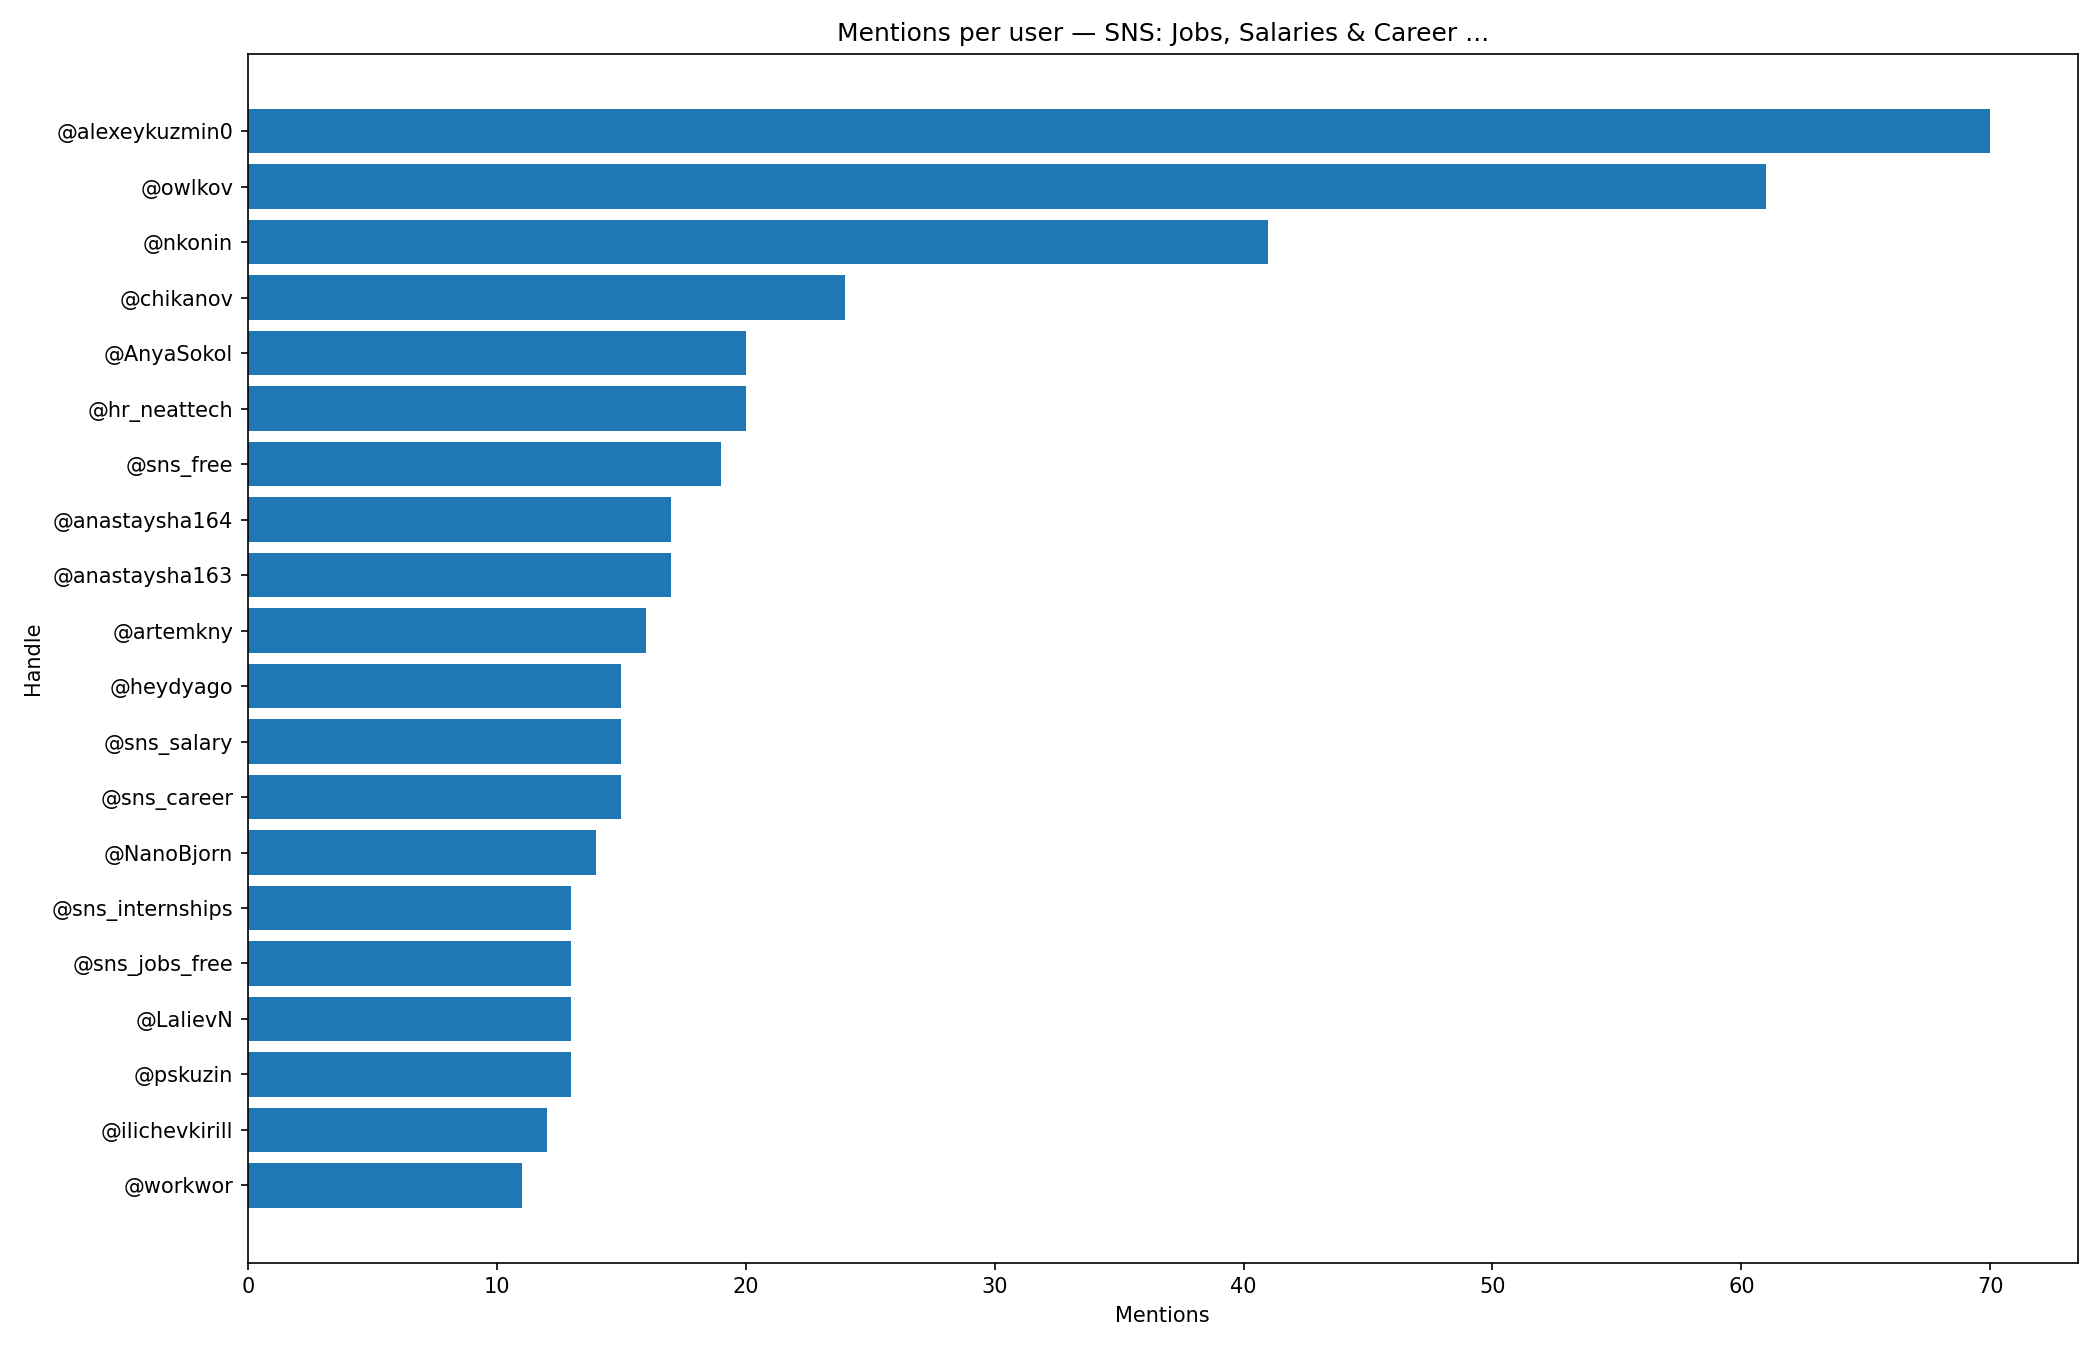 Mentions per user — SNS: Jobs, Salaries & Career ...
@alexeykuzmin0
@owlkov
@nkonin
@chikanov
@AnyaSokol
@hr_neattech
@sns_free
@anastaysha164
@anastaysha163
@artemkny
@heydyago
@sns_salary
@sns_career
@NanoBjorn
@sns_internships
@sns_jobs_free
@LalievN
@pskuzin
@ilichevkirill
@workwor
Handle
0 10 20 30 40 50 60 70
Mentions